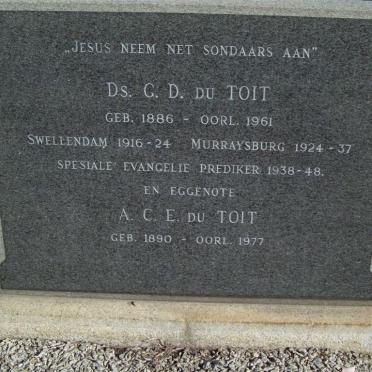 „JESUS NEEM NET SONDAARS AAN”
DS. G. D. DU TOIT
GEB. 1886 - OORL. 1961
SWELLENDAM 1916-24 MURRAYSBURG 1924-37
SPESIALE EVANGELIE PREDIKER 1938-48.
EN EGGENOTE
A. C. E. DU TOIT
GEB. 1890 - OORL. 1977